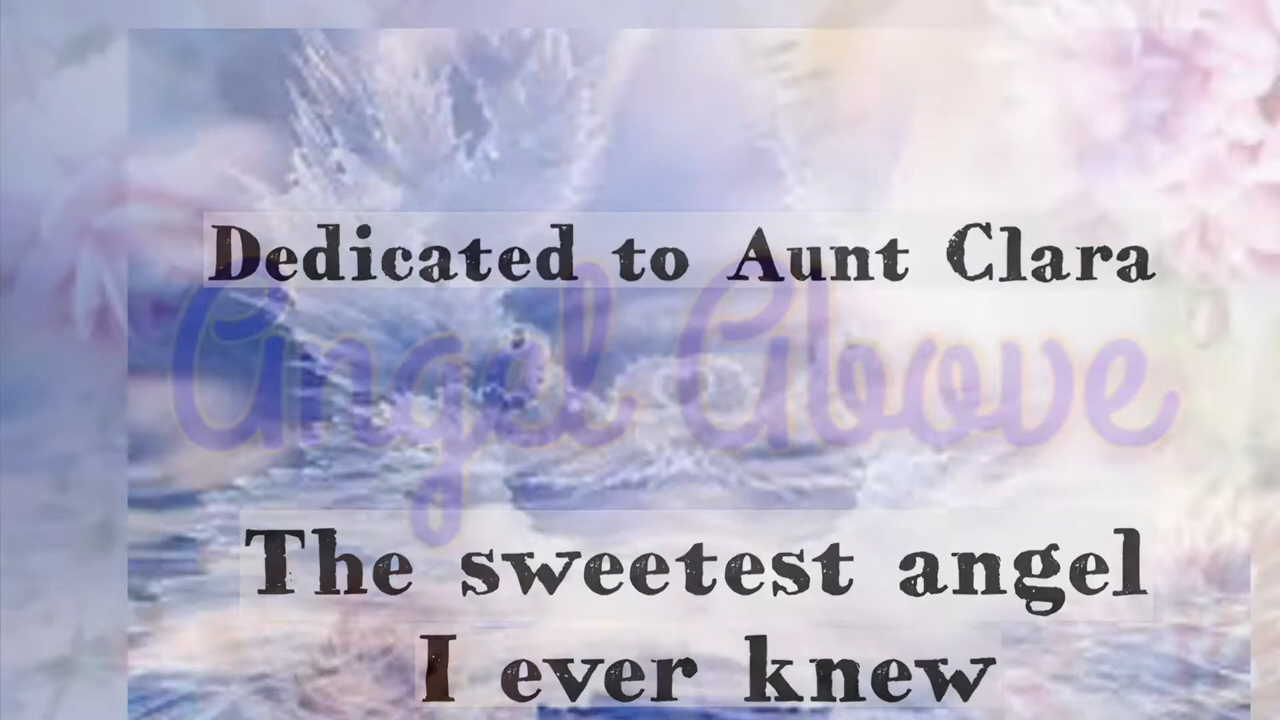 Dedicated to Aunt Clara
Angel Above
The sweetest angel
I ever knew